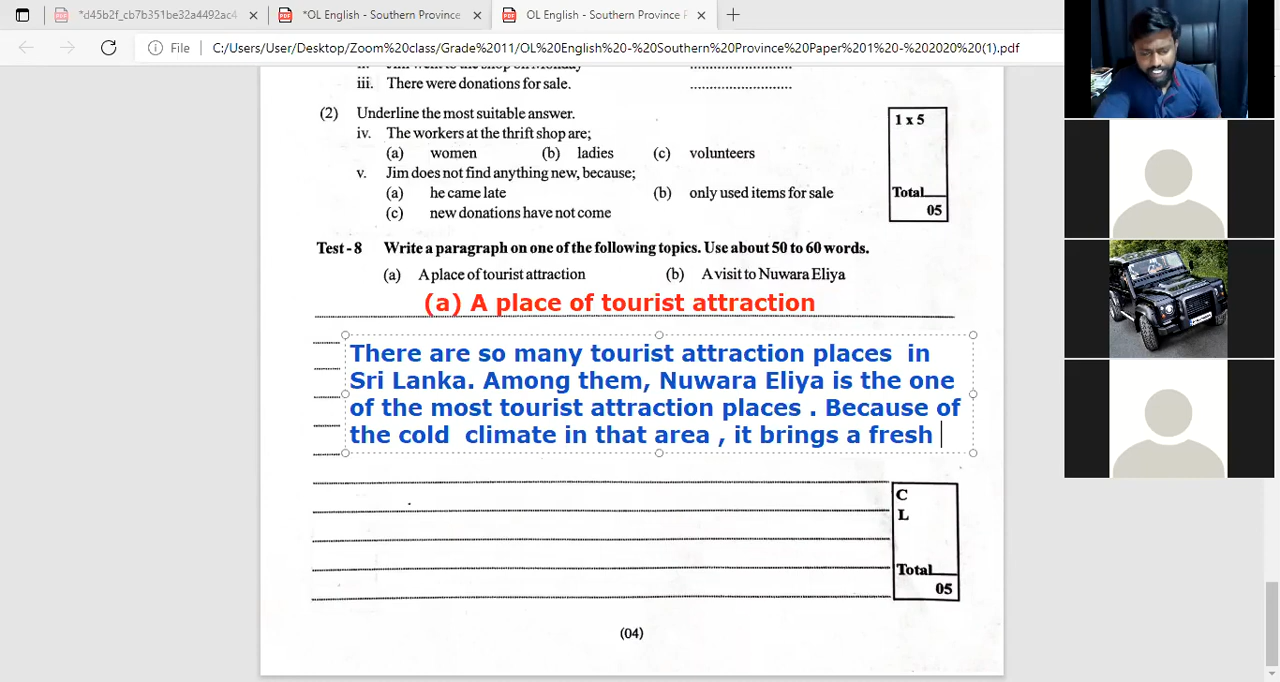 *d45b2f_cb7b351be32a4492ac4
*OL English - Southern Province
OL English - Southern Province P
File C:/Users/User/Desktop/Zoom%20class/Grade%2011/OL%20English%20-%20Southern%20Province%20Paper%201%20-%202020%20(1).pdf
Jim went to the shop on Monday
iii. There were donations for sale. ..........................
(2) Underline the most suitable answer.
1 x 5
iv. The workers at the thrift shop are;
(a) women (b) ladies (c) volunteers
v. Jim does not find anything new, because;
(a) he came late (b) only used items for sale
Total
(c) new donations have not come
05
Test - 8 Write a paragraph on one of the following topics. Use about 50 to 60 words.
(a) A place of tourist attraction (b) A visit to Nuwara Eliya
(a) A place of tourist attraction
There are so many tourist attraction places in
Sri Lanka. Among them, Nuwara Eliya is the one
of the most tourist attraction places . Because of
the cold climate in that area , it brings a fresh
C
L
Total
05
(04)